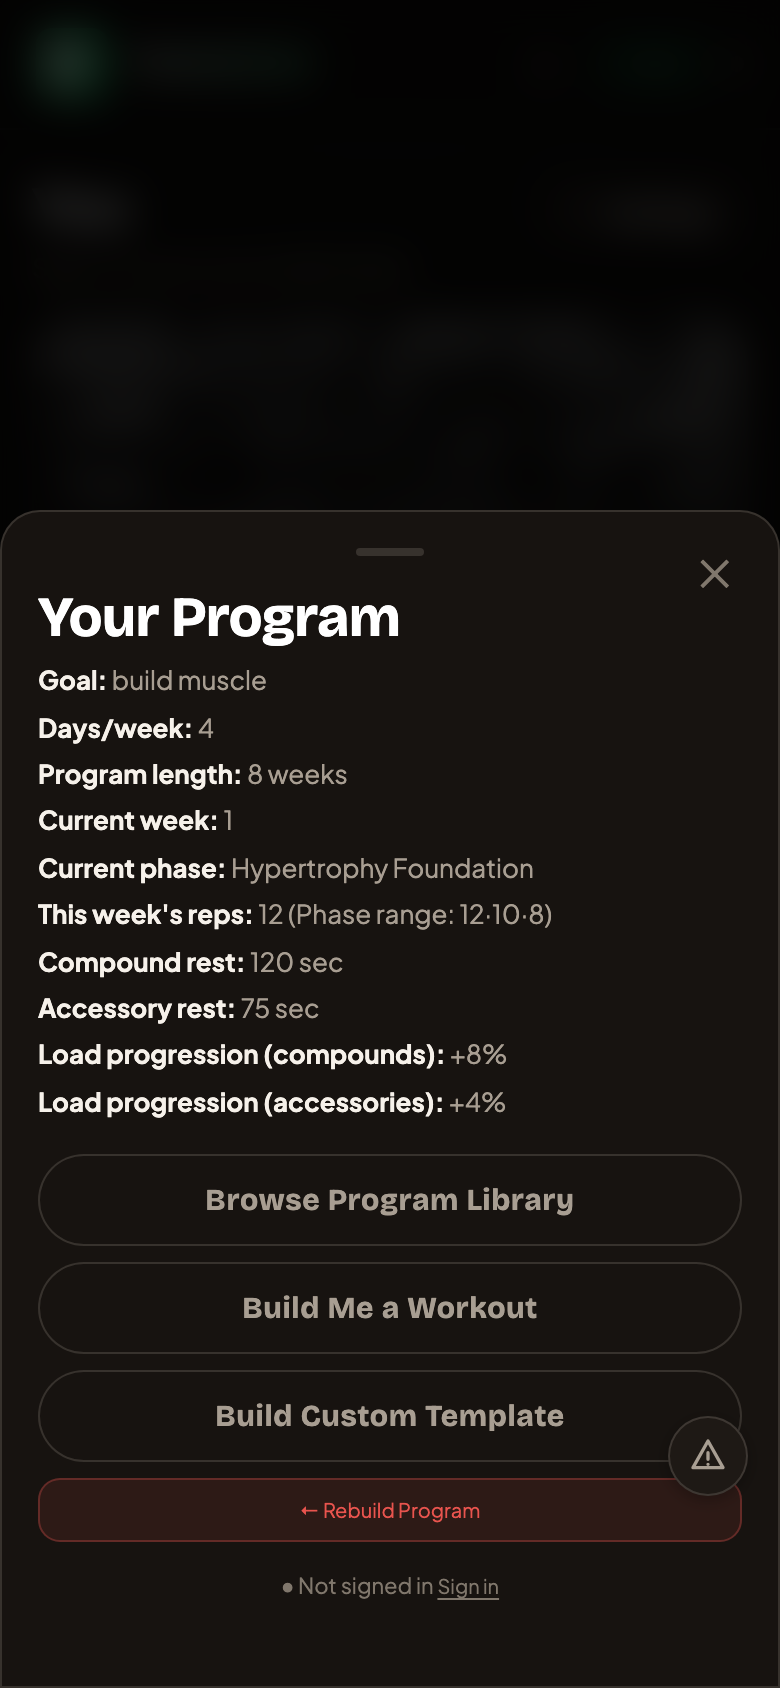 Your Program
Goal: build muscle
Days/week: 4
Program length: 8 weeks
Current week: 1
Current phase: Hypertrophy Foundation
This week's reps: 12 (Phase range: 12·10·8)
Compound rest: 120 sec
Accessory rest: 75 sec
Load progression (compounds): +8%
Load progression (accessories): +4%
Browse Program Library
Build Me a Workout
Build Custom Template
← Rebuild Program
● Not signed in Sign in